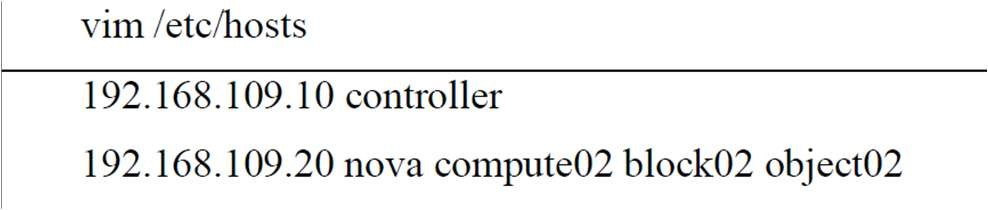 vim /etc/hosts
192.168.109.10 controller
192.168.109.20 nova compute02 block02 object02